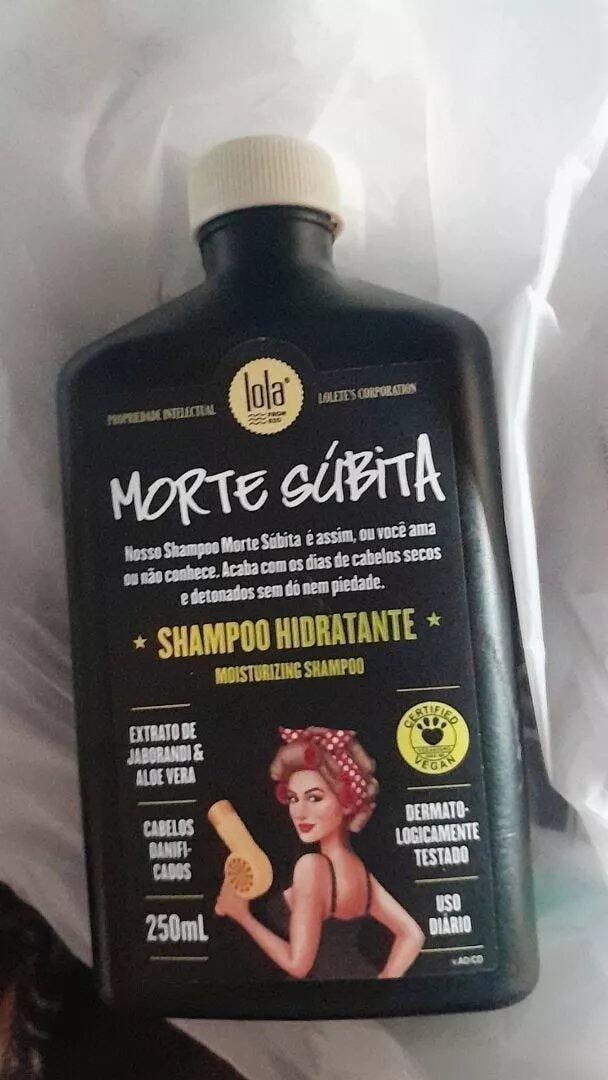 PROPRIEDADE INTELECTUAL
lola®
FROM
RIO
LOLETE'S CORPORATION
MORTE SÚBITA
Nosso Shampoo Morte Súbita é assim, ou você ama
ou não conhece. Acaba com os dias de cabelos secos
e detonados sem dó nem piedade.
SHAMPOO HIDRATANTE
MOISTURIZING SHAMPOO
EXTRATO DE
JABORANDI &
ALOE VERA
CABELOS
DANIFI-
CADOS
250mL
CERTIFIED
VEGAN
DERMATO-
LOGICAMENTE
TESTADO
USO
DIÁRIO